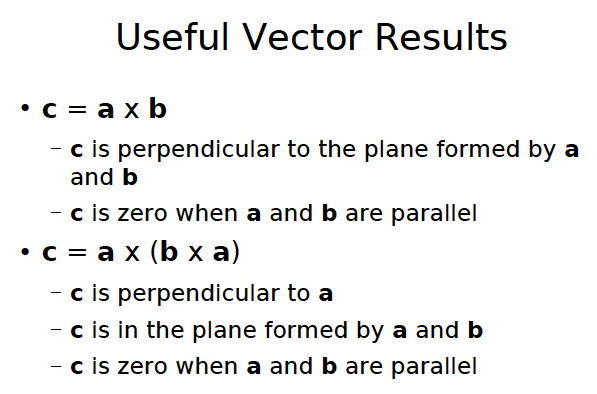 Useful Vector Results
• c = a x b
– c is perpendicular to the plane formed by a
and b
– c is zero when a and b are parallel
• c = a x (b x a)
– c is perpendicular to a
– c is in the plane formed by a and b
– c is zero when a and b are parallel